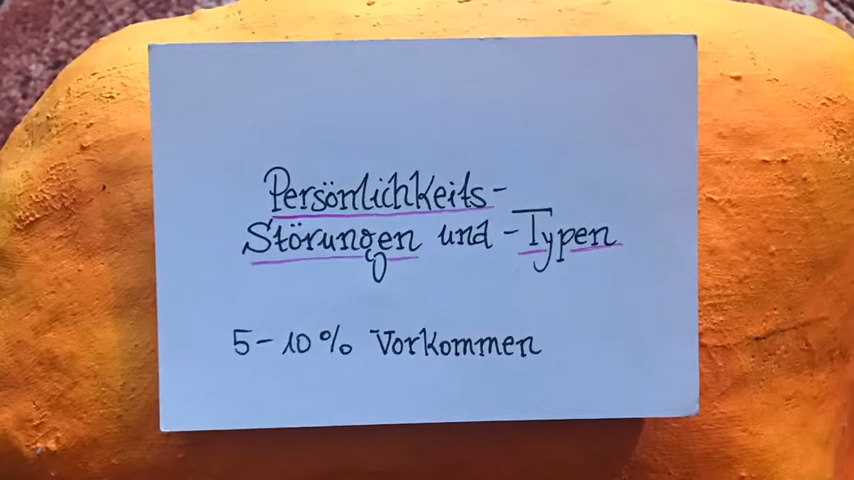 Persönlichkeits-
Störungen und -Typen
5-10% Vorkommen